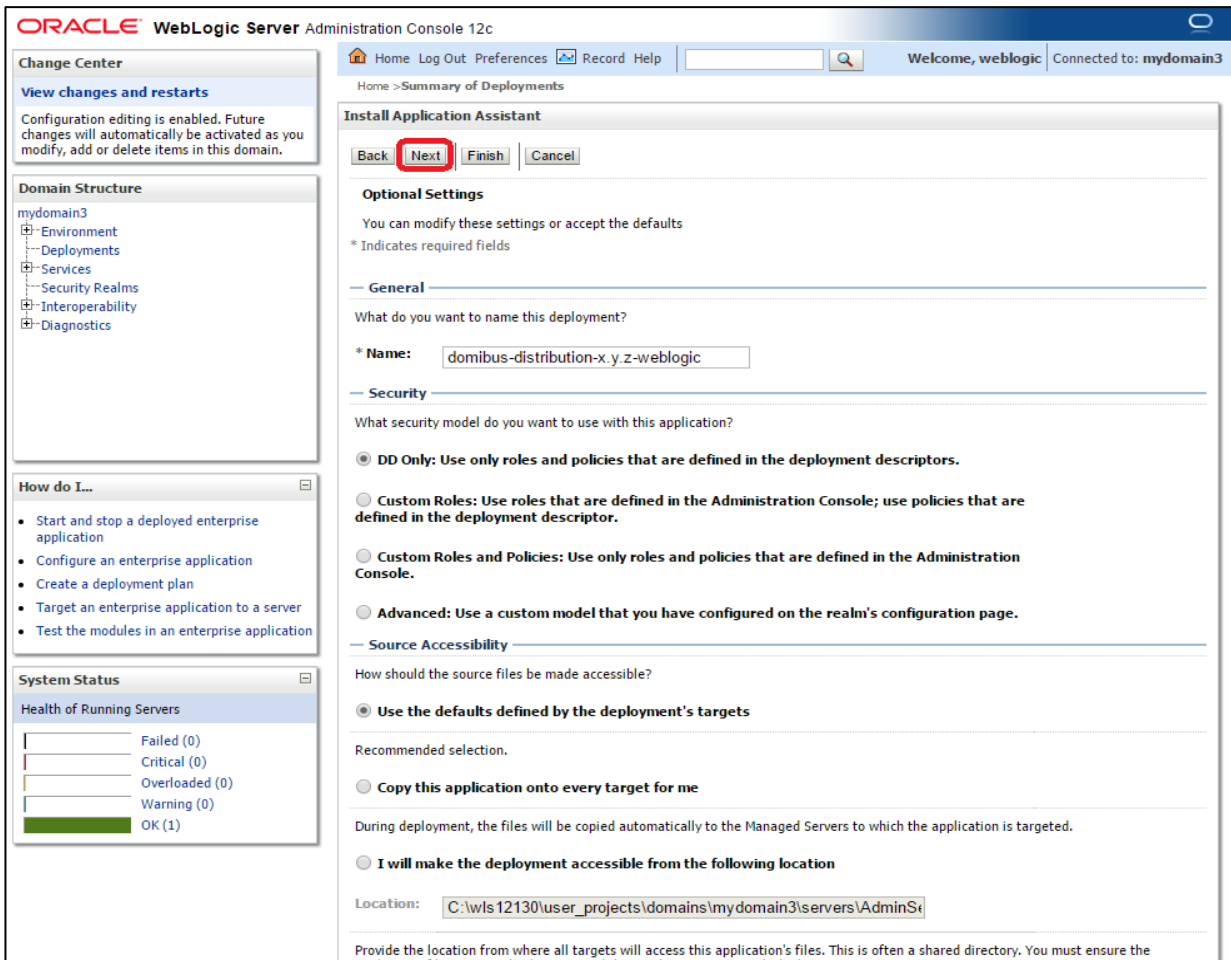 ORACLE WebLogic Server Administration Console 12c
Change Center
View changes and restarts
Configuration editing is enabled. Future
changes will automatically be activated as you
modify, add or delete items in this domain.
Domain Structure
mydomain3
Environment
Deployments
Services
Security Realms
Interoperability
Diagnostics
How do I...
Start and stop a deployed enterprise
application
Configure an enterprise application
Create a deployment plan
Target an enterprise application to a server
Test the modules in an enterprise application
System Status
Health of Running Servers
Failed (0)
Critical (0)
Overloaded (0)
Warning (0)
OK (1)
Home Log Out Preferences Record Help
Welcome, weblogic Connected to: mydomain3
Home >Summary of Deployments
Install Application Assistant
Back Next Finish Cancel
Optional Settings
You can modify these settings or accept the defaults
* Indicates required fields
General
What do you want to name this deployment?
* Name: domibus-distribution-x.y.z-weblogic
Security
What security model do you want to use with this application?
DD Only: Use only roles and policies that are defined in the deployment descriptors.
Custom Roles: Use roles that are defined in the Administration Console; use policies that are
defined in the deployment descriptor.
Custom Roles and Policies: Use only roles and policies that are defined in the Administration
Console.
Advanced: Use a custom model that you have configured on the realm's configuration page.
Source Accessibility
How should the source files be made accessible?
Use the defaults defined by the deployment's targets
Recommended selection.
Copy this application onto every target for me
During deployment, the files will be copied automatically to the Managed Servers to which the application is targeted.
I will make the deployment accessible from the following location
Location: C:\wls12130\user_projects\domains\mydomain3\servers\AdminSe
Provide the location from where all targets will access this application's files. This is often a shared directory. You must ensure the